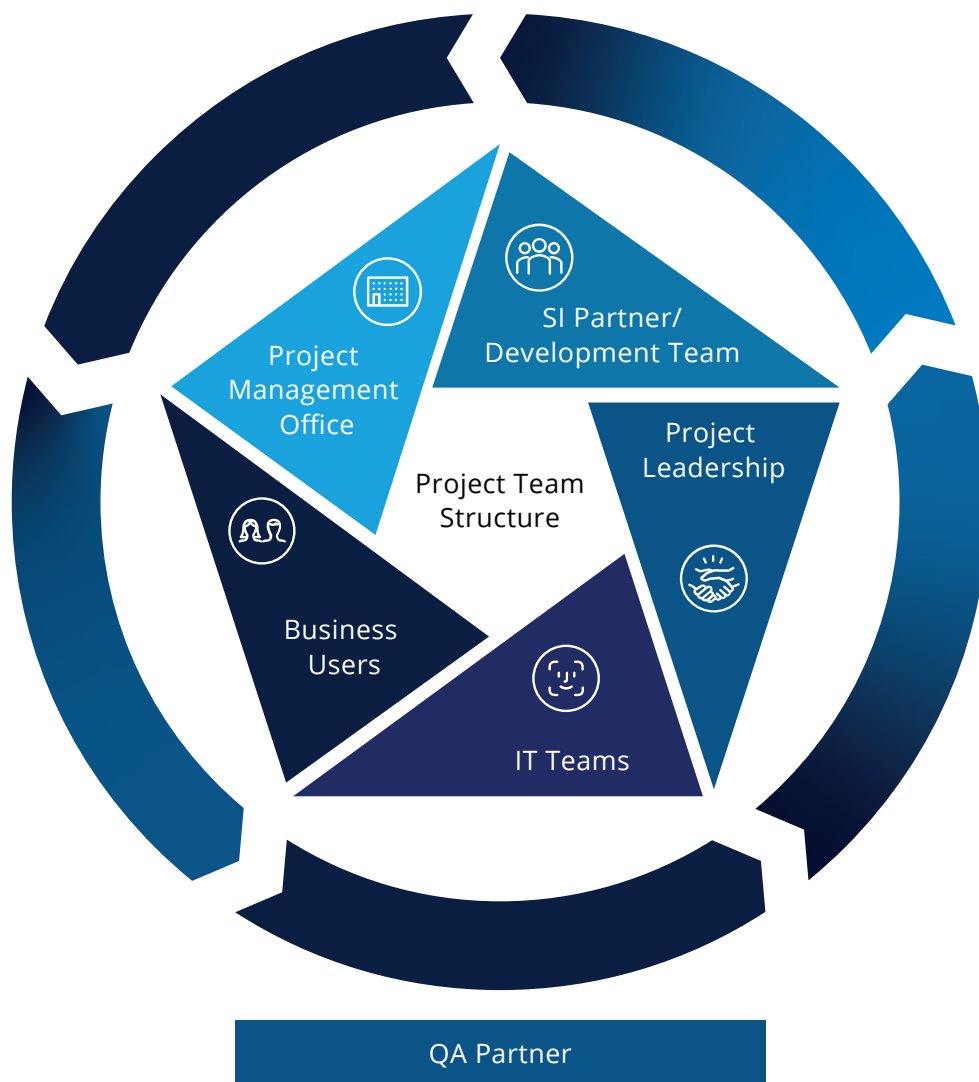 SI Partner/
Development Team
Project
Management
Office
Project
Leadership
Project Team
Structure
Business
Users
IT Teams
QA Partner